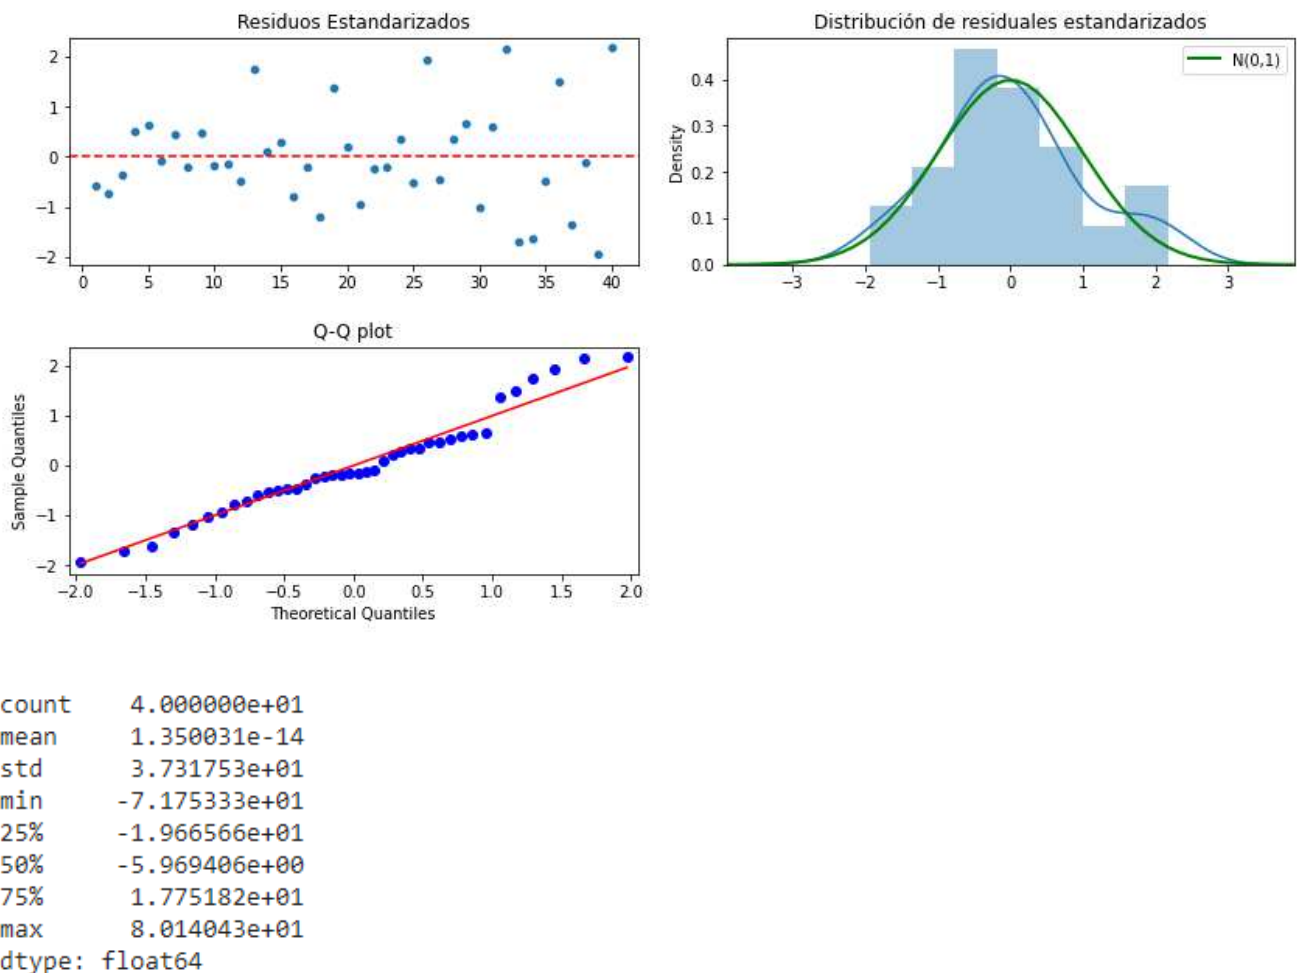 Residuos Estandarizados
2
1
0
−1
−2
0 5 10 15 20 25 30 35 40
Distribución de residuales estandarizados
N(0,1)
Density
0.4
0.3
0.2
0.1
0.0
−3 −2 −1 0 1 2 3
Q-Q plot
Sample Quantiles
2
1
0
−1
−2
−2.0 −1.5 −1.0 −0.5 0.0 0.5 1.0 1.5 2.0
Theoretical Quantiles
count 4.000000e+01
mean 1.350031e-14
std 3.731753e+01
min -7.175333e+01
25% -1.966566e+01
50% -5.969406e+00
75% 1.775182e+01
max 8.014043e+01
dtype: float64